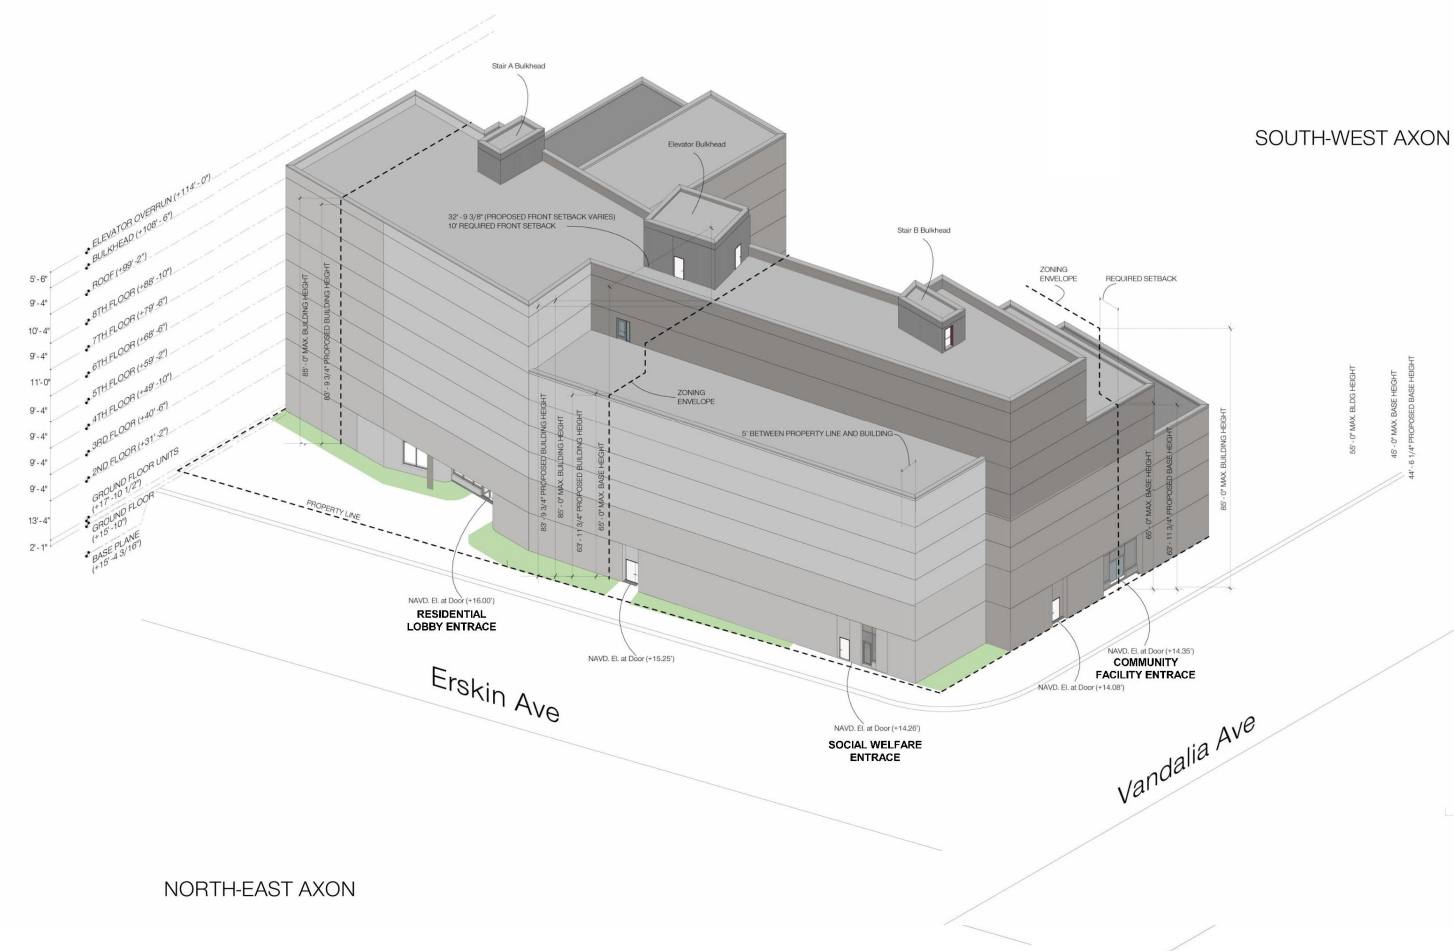 Stair A Bulkhead
SOUTH-WEST AXON
Elevator Bulkhead
32' - 9 3/8" (PROPOSED FRONT SETBACK VARIES)
10' REQUIRED FRONT SETBACK
Stair B Bulkhead
ZONING
ENVELOPE
REQUIRED SETBACK
ELEVATOR OVERRUN (+114' - 0")
BULKHEAD (+108' - 6")
ROOF (+99' - 2")
8TH FLOOR (+88' - 10")
7TH FLOOR (+79' - 6")
6TH FLOOR (+68' - 6")
5TH FLOOR (+59' - 2")
4TH FLOOR (+49' - 10")
3RD FLOOR (+40' - 6")
2ND FLOOR (+31' - 2")
GROUND FLOOR UNITS
(+17' -10 1/2")
GROUND FLOOR
(+15' -10")
BASE PLANE
(+15' -4 3/16")
5' - 6"
9' - 4"
10' - 4"
9' - 4"
11' - 0"
9' - 4"
9' - 4"
9' - 4"
9' - 4"
13' - 4"
2' - 1"
85' - 0" MAX. BUILDING HEIGHT
83' - 9 3/4" PROPOSED BUILDING HEIGHT
ZONING
ENVELOPE
5' BETWEEN PROPERTY LINE AND BUILDING
83' - 9 3/4" PROPOSED BUILDING HEIGHT
85' - 0" MAX. BUILDING HEIGHT
63' - 11 3/4" PROPOSED BUILDING HEIGHT
65' - 0" MAX. BASE HEIGHT
65' - 0" MAX. BASE HEIGHT
63' - 11 3/4" PROPOSED BASE HEIGHT
85' - 0" MAX. BUILDING HEIGHT
55' - 0" MAX. BLDG HEIGHT
45' - 0" MAX. BASE HEIGHT
44' - 6 1/4" PROPOSED BASE HEIGHT
PROPERTY LINE
NAVD. El. at Door (+16.00')
RESIDENTIAL
LOBBY ENTRACE
NAVD. El. at Door (+15.25')
NAVD. El. at Door (+14.35')
COMMUNITY
FACILITY ENTRACE
NAVD. El. at Door (+14.08')
Erskin Ave
NAVD. El. at Door (+14.26')
SOCIAL WELFARE
ENTRACE
Vandalia Ave
NORTH-EAST AXON